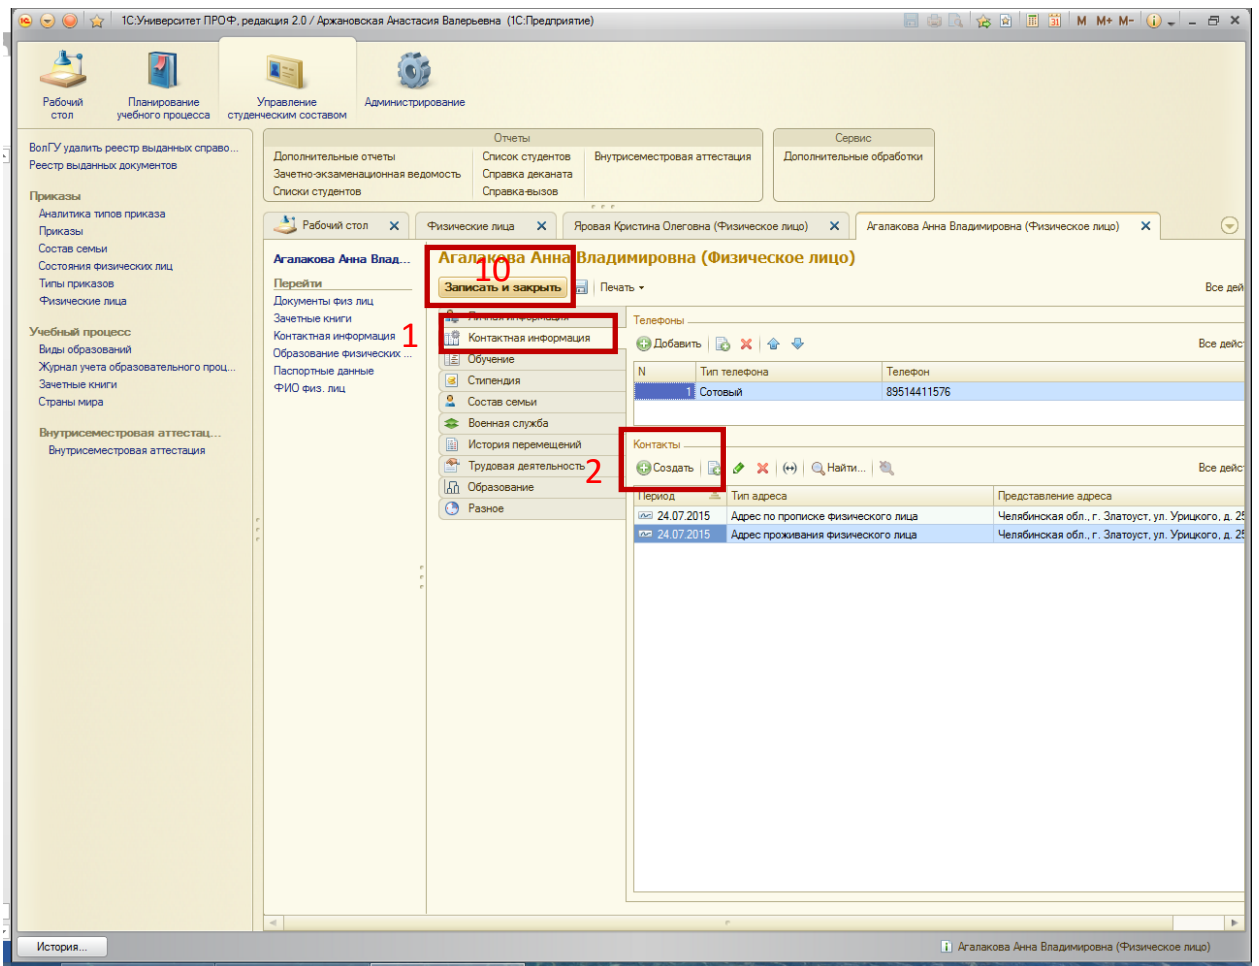 1С:Университет ПРОФ, редакция 2.0 / Аржановская Анастасия Валерьевна (1С:Предприятие)
M M+ M-
Рабочий стол
Планирование учебного процесса
Управление студенческим составом
Администрирование
ВолГУ удалить реестр выданных справо...
Реестр выданных документов
Приказы
Аналитика типов приказа
Приказы
Состав семьи
Состояния физических лиц
Типы приказов
Физические лица
Учебный процесс
Виды образований
Журнал учета образовательного проц...
Зачетные книги
Страны мира
Внутрисеместровая аттестац...
Внутрисеместровая аттестация
Отчеты
Дополнительные отчеты
Зачетно-экзаменационная ведомость
Списки студентов
Список студентов
Справка деканата
Справка-вызов
Внутрисеместровая аттестация
Сервис
Дополнительные обработки
Рабочий стол
Физические лица
Яровая Кристина Олеговна (Физическое лицо)
Агалакова Анна Владимировна (Физическое лицо)
Агалакова Анна Влад...
Перейти
Документы физ лиц
Зачетные книги
Контактная информация
Образование физических ...
Паспортные данные
ФИО физ. лиц
Агалакова Анна Владимировна (Физическое лицо)
10
Записать и закрыть
Печать
Все дей
1
Личная информация
Контактная информация
Обучение
Стипендия
Состав семьи
Военная служба
История перемещений
Трудовая деятельность
Образование
Разное
2
Телефоны
Добавить
Все дейс
N Тип телефона Телефон
1 Сотовый 89514411576
Контакты
Создать
Найти...
Все дейс
Период Тип адреса Представление адреса
24.07.2015 Адрес по прописке физического лица Челябинская обл., г. Златоуст, ул. Урицкого, д. 25
24.07.2015 Адрес проживания физического лица Челябинская обл., г. Златоуст, ул. Урицкого, д. 25
История...
Агалакова Анна Владимировна (Физическое лицо)